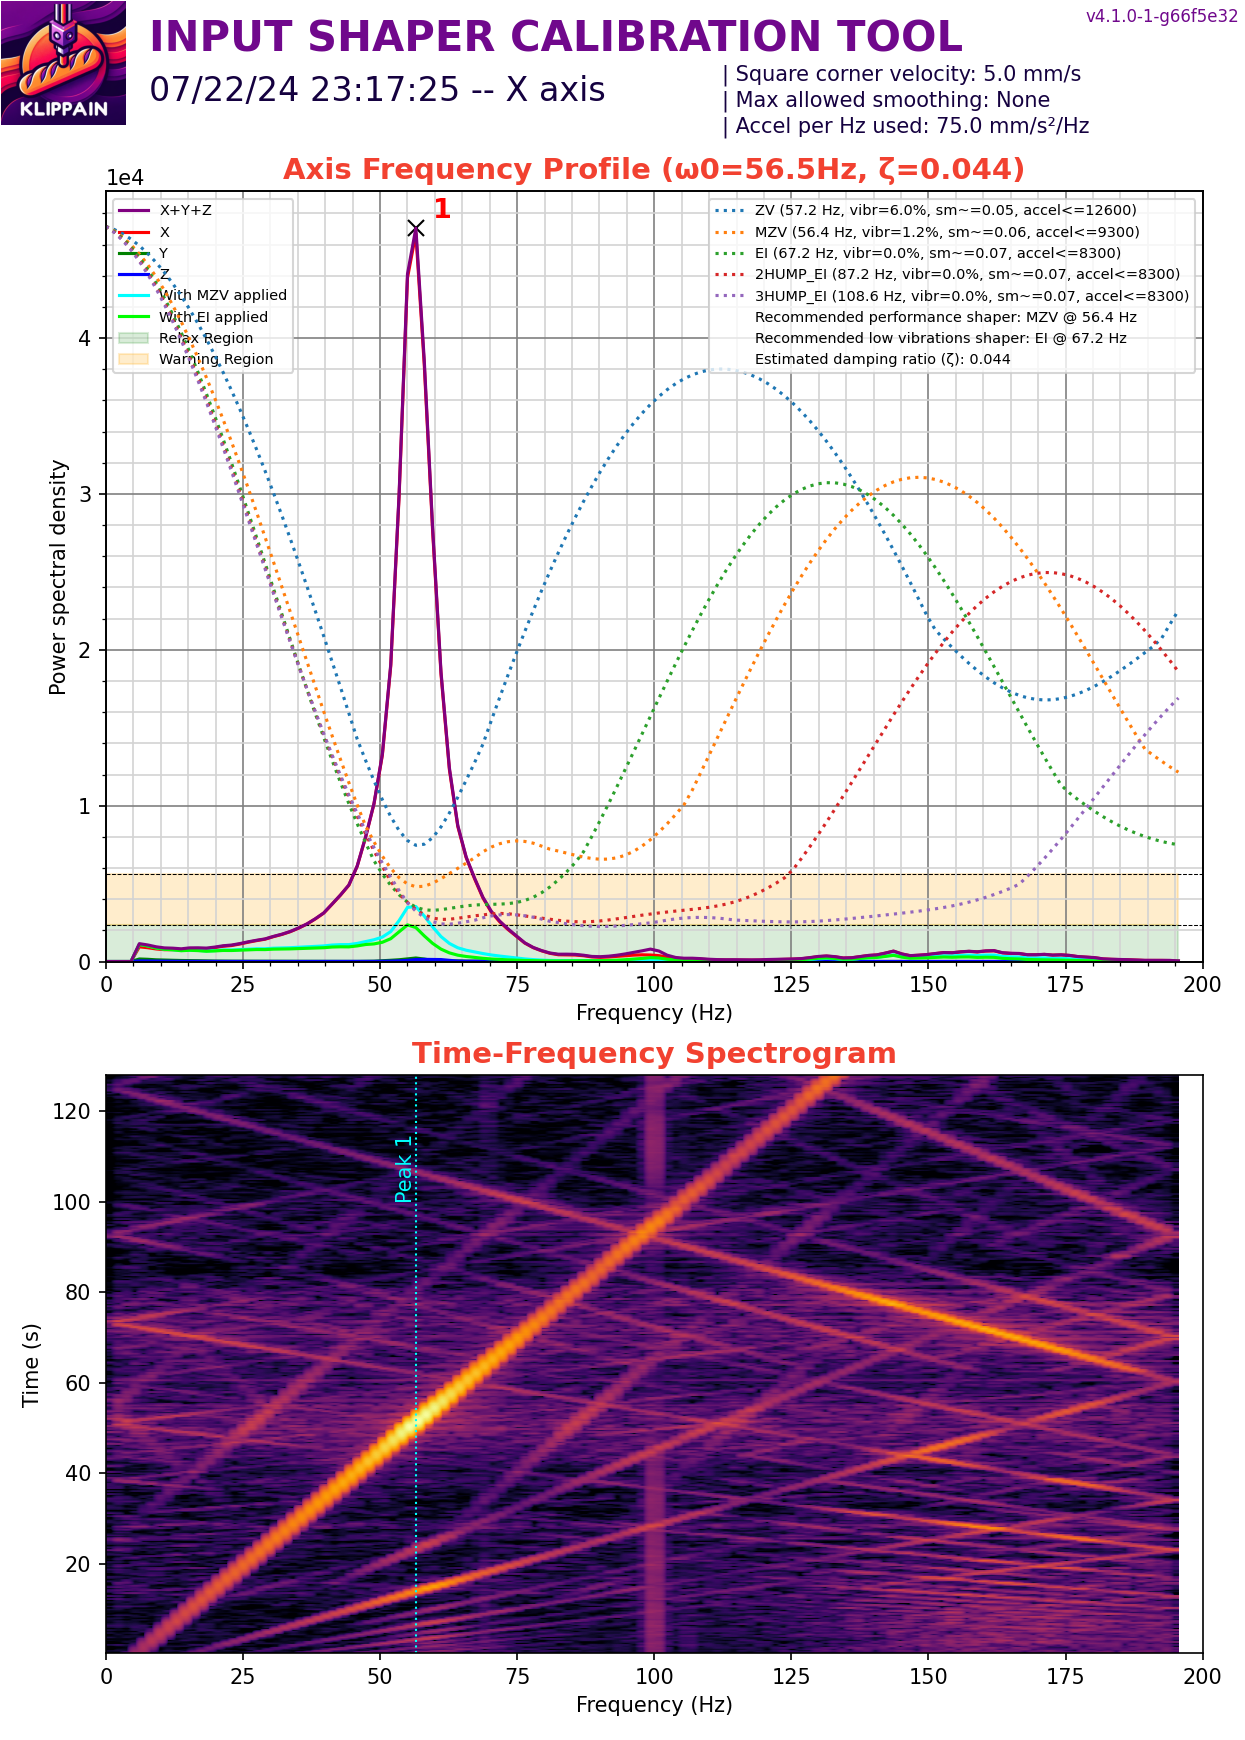 v4.1.0-1-g66f5e32
INPUT SHAPER CALIBRATION TOOL
07/22/24 23:17:25 -- X axis
| Square corner velocity: 5.0 mm/s
| Max allowed smoothing: None
| Accel per Hz used: 75.0 mm/s²/Hz
KLIPPAIN
Axis Frequency Profile (ω0=56.5Hz, ζ=0.044)
1e4
1
X+Y+Z
X
Y
Z
With MZV applied
With EI applied
Relax Region
Warning Region
ZV (57.2 Hz, vibr=6.0%, sm~=0.05, accel<=12600)
MZV (56.4 Hz, vibr=1.2%, sm~=0.06, accel<=9300)
EI (67.2 Hz, vibr=0.0%, sm~=0.07, accel<=8300)
2HUMP_EI (87.2 Hz, vibr=0.0%, sm~=0.07, accel<=8300)
3HUMP_EI (108.6 Hz, vibr=0.0%, sm~=0.07, accel<=8300)
Recommended performance shaper: MZV @ 56.4 Hz
Recommended low vibrations shaper: EI @ 67.2 Hz
Estimated damping ratio (ζ): 0.044
Power spectral density
4
3
2
1
0
0 25 50 75 100 125 150 175 200
Frequency (Hz)
Time-Frequency Spectrogram
Peak 1
Time (s)
120
100
80
60
40
20
0 25 50 75 100 125 150 175 200
Frequency (Hz)